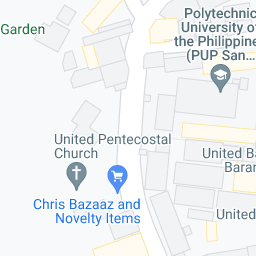 Garden
Polytechnic
University of
the Philippine
(PUP San...
United Pentecostal
Church
Chris Bazaaz and
Novelty Items
United Ba
Baran
United